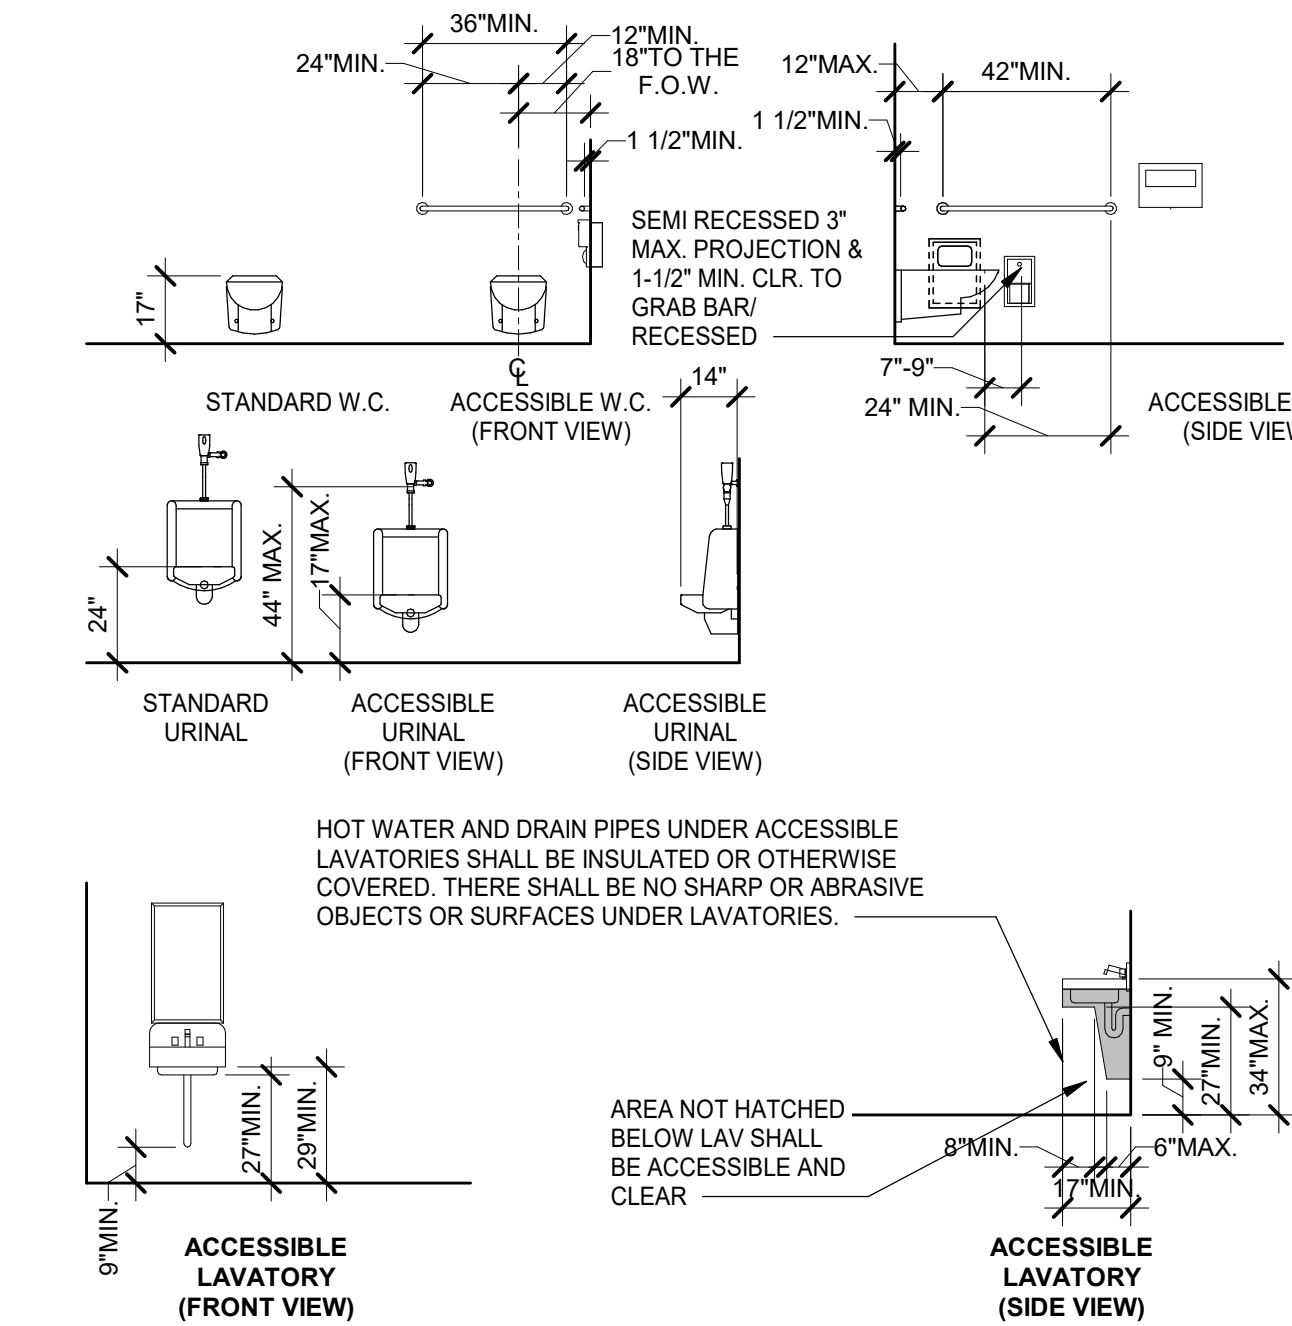 36"MIN.
12"MIN.
24"MIN.
18"TO THE
F.O.W.
1 1/2"MIN.
12"MAX.
42"MIN.
1 1/2"MIN.
SEMI RECESSED 3"
MAX. PROJECTION &
1-1/2" MIN. CLR. TO
GRAB BAR/
RECESSED
17"
7"-9"
24" MIN.
STANDARD W.C.
ACCESSIBLE W.C.
(FRONT VIEW)
14"
ACCESSIBLE
(SIDE VIEW
24"
44" MAX.
17"MAX.
STANDARD
URINAL
ACCESSIBLE
URINAL
(FRONT VIEW)
ACCESSIBLE
URINAL
(SIDE VIEW)
HOT WATER AND DRAIN PIPES UNDER ACCESSIBLE
LAVATORIES SHALL BE INSULATED OR OTHERWISE
COVERED. THERE SHALL BE NO SHARP OR ABRASIVE
OBJECTS OR SURFACES UNDER LAVATORIES.
9"MIN.
27"MIN.
29"MIN.
AREA NOT HATCHED
BELOW LAV SHALL
BE ACCESSIBLE AND
CLEAR
8"MIN.
17"MIN.
6"MAX.
9" MIN.
27"MIN.
34"MAX.
ACCESSIBLE
LAVATORY
(FRONT VIEW)
ACCESSIBLE
LAVATORY
(SIDE VIEW)